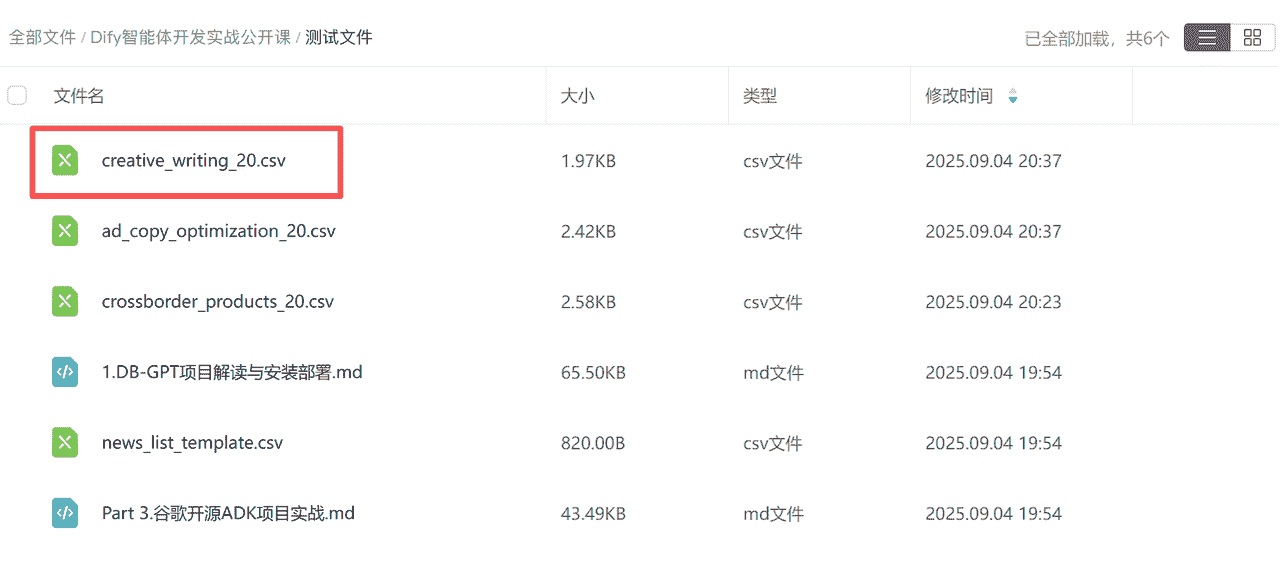 全部文件 / Dify智能体开发实战公开课 / 测试文件 已全部加载，共6个
文件名 大小 类型 修改时间
creative_writing_20.csv 1.97KB csv文件 2025.09.04 20:37
ad_copy_optimization_20.csv 2.42KB csv文件 2025.09.04 20:37
crossborder_products_20.csv 2.58KB csv文件 2025.09.04 20:23
1.DB-GPT项目解读与安装部署.md 65.50KB md文件 2025.09.04 19:54
news_list_template.csv 820.00B csv文件 2025.09.04 19:54
Part 3.谷歌开源ADK项目实战.md 43.49KB md文件 2025.09.04 19:54